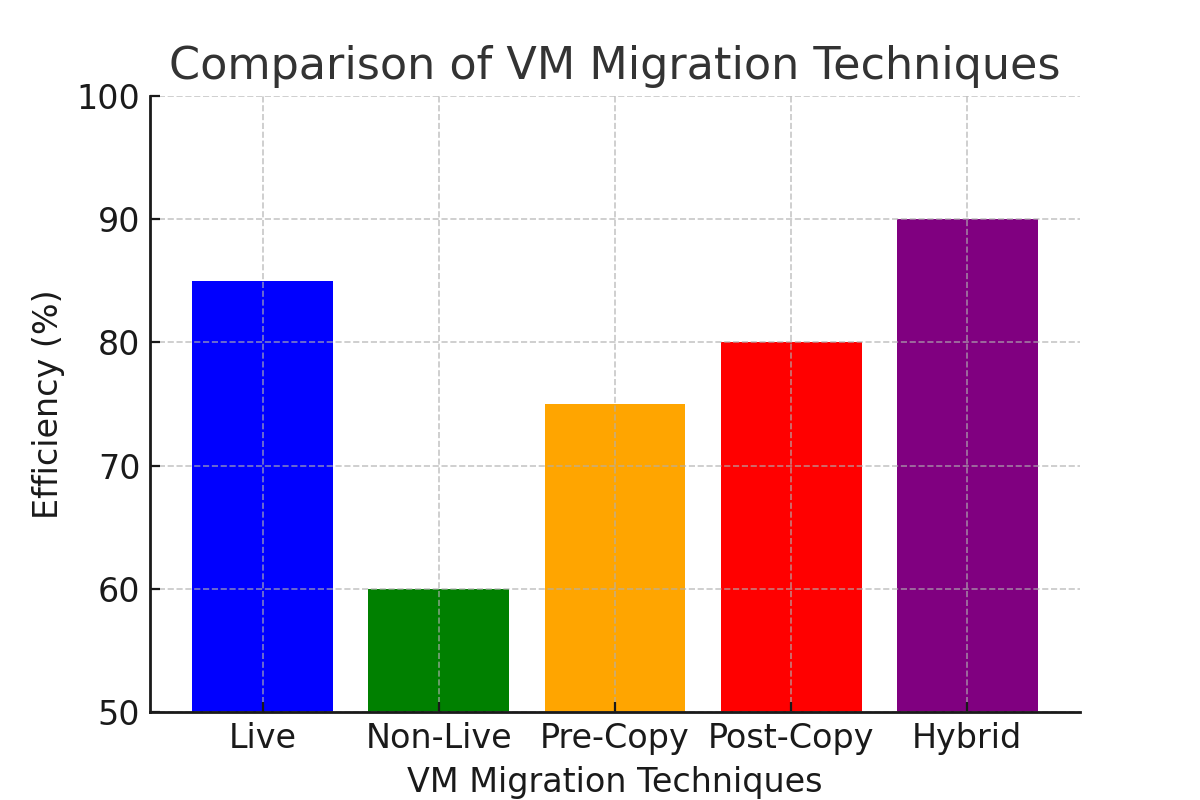 Comparison of VM Migration Techniques
100
90
80
70
60
50
Efficiency (%)
Live Non-Live Pre-Copy Post-Copy Hybrid
VM Migration Techniques